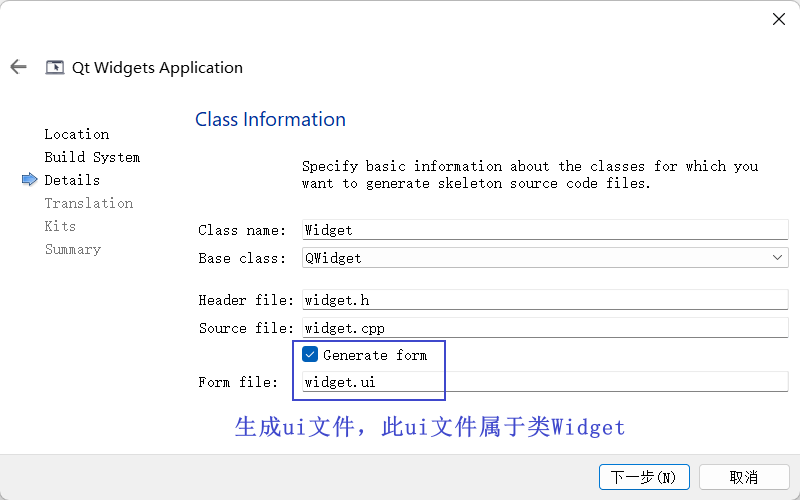 Qt Widgets Application
Class Information
Location
Build System
Details
Translation
Kits
Summary
Specify basic information about the classes for which you
want to generate skeleton source code files.
Class name: Widget
Base class: QWidget
Header file: widget.h
Source file: widget.cpp
Generate form
Form file: widget.ui
生成ui文件，此ui文件属于类Widget
下一步(N)
取消